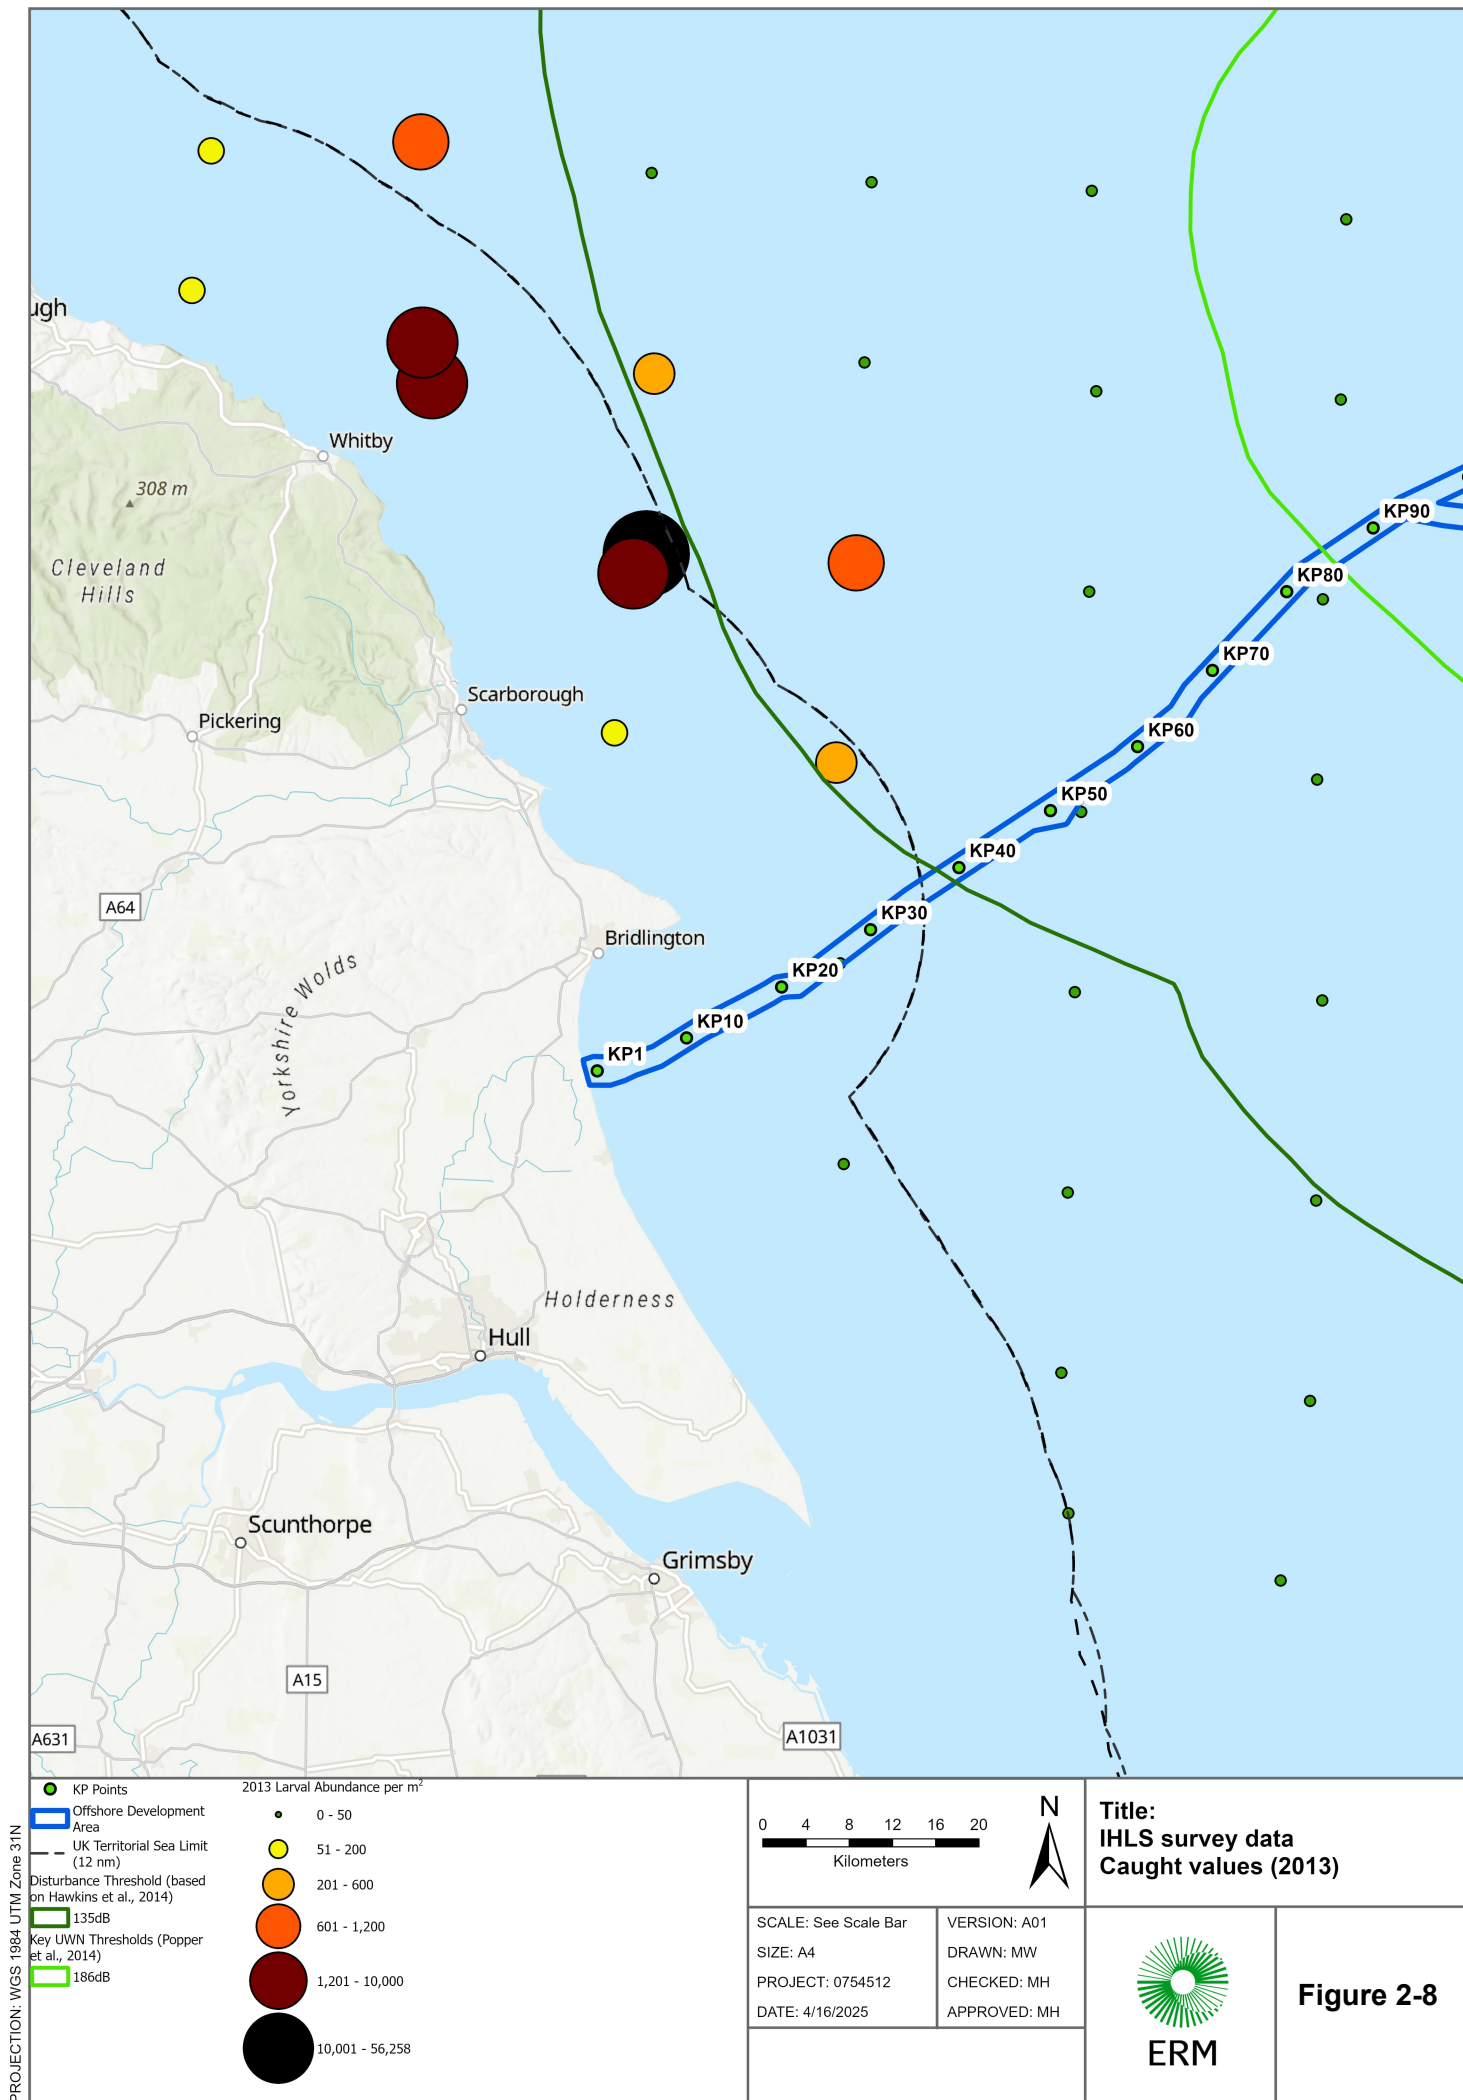 ugh
Whitby
308 m
Cleveland
Hills
KP90
KP80
KP70
Scarborough
Pickering
KP60
KP50
KP40
A64
KP30
Bridlington
Yorkshire Wolds
KP20
KP10
KP1
Holderness
Hull
Scunthorpe
Grimsby
A15
A631
A1031
PROJECTION: WGS 1984 UTM Zone 31N
KP Points
Offshore Development
Area
UK Territorial Sea Limit
(12 nm)
Disturbance Threshold (based
on Hawkins et al., 2014)
135dB
Key UWN Thresholds (Popper
et al., 2014)
186dB
2013 Larval Abundance per m²
0 - 50
51 - 200
201 - 600
601 - 1,200
1,201 - 10,000
10,001 - 56,258
0 4 8 12 16 20
Kilometers
N
Title:
IHLS survey data
Caught values (2013)
SCALE: See Scale Bar
SIZE: A4
PROJECT: 0754512
DATE: 4/16/2025
VERSION: A01
DRAWN: MW
CHECKED: MH
APPROVED: MH
ERM
Figure 2-8